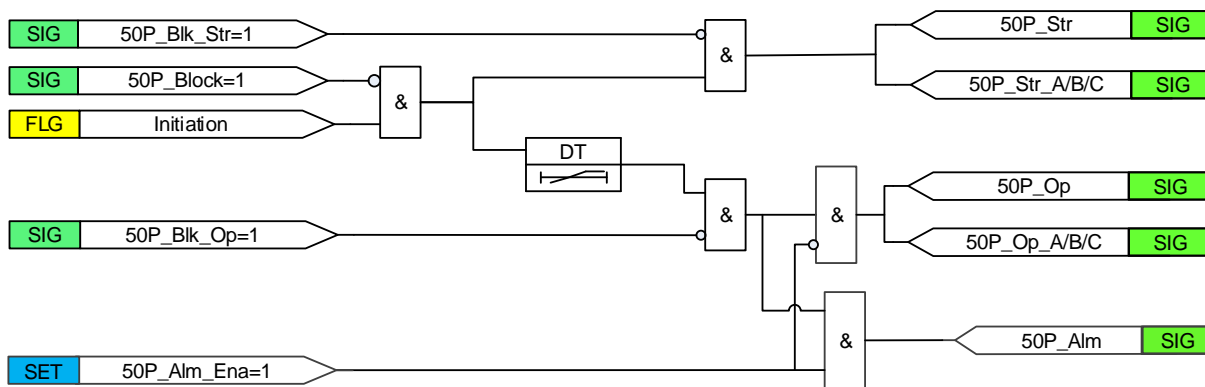 SIG 50P_Blk_Str=1
& 50P_Str SIG
SIG 50P_Block=1
& 50P_Str_A/B/C SIG
FLG Initiation
DT
& & 50P_Op SIG
SIG 50P_Blk_Op=1
50P_Op_A/B/C SIG
& 50P_Alm SIG
SET 50P_Alm_Ena=1